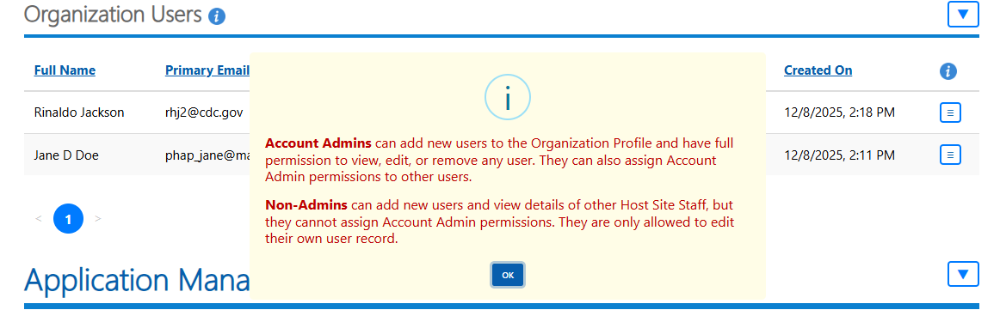 Organization Users i
▼
Full Name Primary Email Created On i
i
Rinaldo Jackson rhj2@cdc.gov 12/8/2025, 2:18 PM
Account Admins can add new users to the Organization Profile and have full
permission to view, edit, or remove any user. They can also assign Account
Admin permissions to other users.
Jane D Doe phap_jane@ma 12/8/2025, 2:11 PM
Non-Admins can add new users and view details of other Host Site Staff, but
they cannot assign Account Admin permissions. They are only allowed to edit
their own user record.
< 1 >
OK
Application Mana
▼